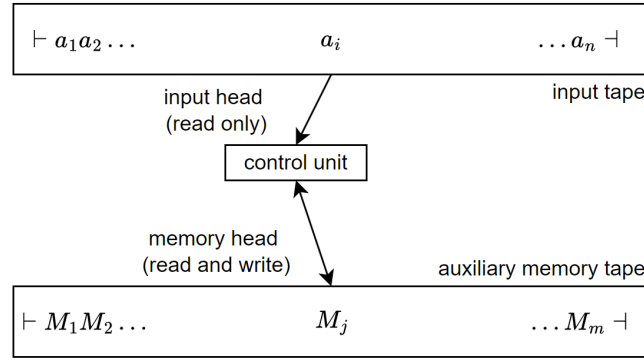 ⊢ a₁a₂ … aᵢ … aₙ ⊣
input tape
input head
(read only)
control unit
memory head
(read and write)
auxiliary memory tape
⊢ M₁M₂ … Mⱼ … Mₘ ⊣